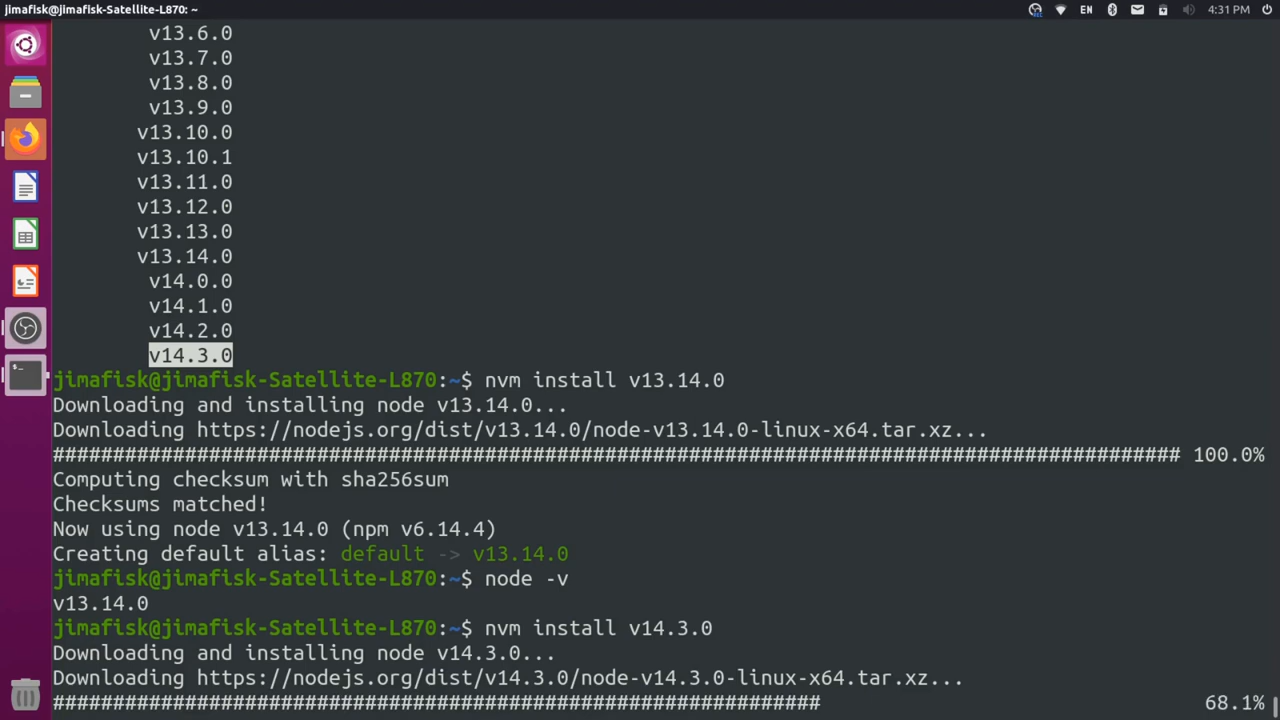 jimafisk@jimafisk-Satellite-L870: ~
EN
4:31 PM
v13.6.0
v13.7.0
v13.8.0
v13.9.0
v13.10.0
v13.10.1
v13.11.0
v13.12.0
v13.13.0
v13.14.0
v14.0.0
v14.1.0
v14.2.0
v14.3.0
jimafisk@jimafisk-Satellite-L870:~$ nvm install v13.14.0
Downloading and installing node v13.14.0...
Downloading https://nodejs.org/dist/v13.14.0/node-v13.14.0-linux-x64.tar.xz...
############################################################################################## 100.0%
Computing checksum with sha256sum
Checksums matched!
Now using node v13.14.0 (npm v6.14.4)
Creating default alias: default -> v13.14.0
jimafisk@jimafisk-Satellite-L870:~$ node -v
v13.14.0
jimafisk@jimafisk-Satellite-L870:~$ nvm install v14.3.0
Downloading and installing node v14.3.0...
Downloading https://nodejs.org/dist/v14.3.0/node-v14.3.0-linux-x64.tar.xz...
################################################################ 68.1%